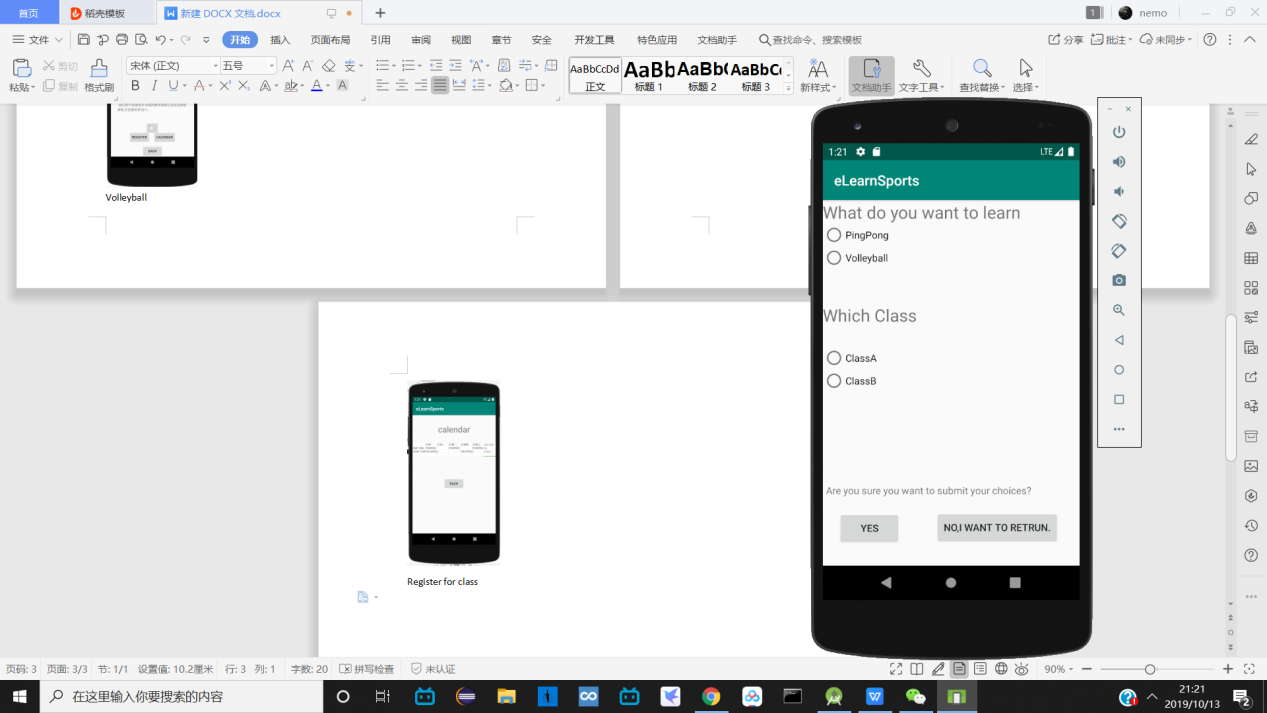 首页 稻壳模板 新建 DOCX 文档.docx 1 nemo
文件 开始 插入 页面布局 引用 审阅 视图 章节 安全 开发工具 特色应用 文档助手 查找命令、搜索模板 分享 批注 未同步
粘贴 剪切 复制 格式刷 宋体 (正文) 五号
B I U A X² X₂ A ab A A
AaBbCcDd AaBb AaBb( AaBbC
正文 标题 1 标题 2 标题 3 新样式 文档助手 文字工具 查找替换 选择
REGISTER CALENDAR
BACK
Volleyball
1:21 LTE
eLearnSports
What do you want to learn
PingPong
Volleyball
Which Class
ClassA
ClassB
Are you sure you want to submit your choices?
YES NO,I WANT TO RETRUN.
eLearnSports
calendar
BACK
Register for class
页码: 3 页面: 3/3 节: 1/1 设置值: 10.2厘米 行: 3 列: 1 字数: 20 拼写检查 未认证 90%
在这里输入你要搜索的内容
21:21
2019/10/13
2